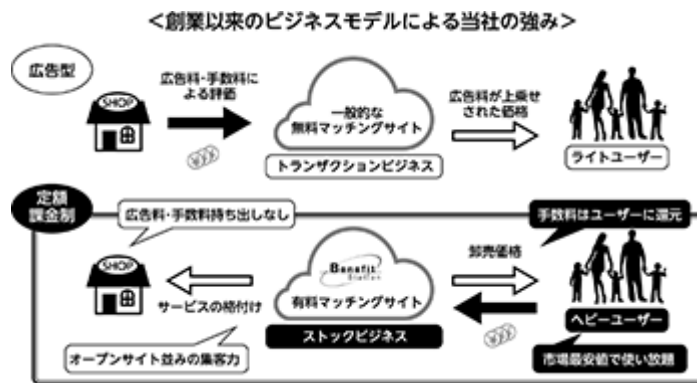 <創業以来のビジネスモデルによる当社の強み>
広告型
SHOP
広告料・手数料に
よる評価
¥¥¥
一般的な
無料マッチングサイト
トランザクションビジネス
広告料が上乗せ
された価格
ライトユーザー
定額
課金制
広告料・手数料持ち出しなし
手数料はユーザーに還元
SHOP
サービスの格付け
Benefit
Station
有料マッチングサイト
ストックビジネス
卸売価格
¥¥¥
ヘビーユーザー
オープンサイト並みの集客力
市場最安値で使い放題